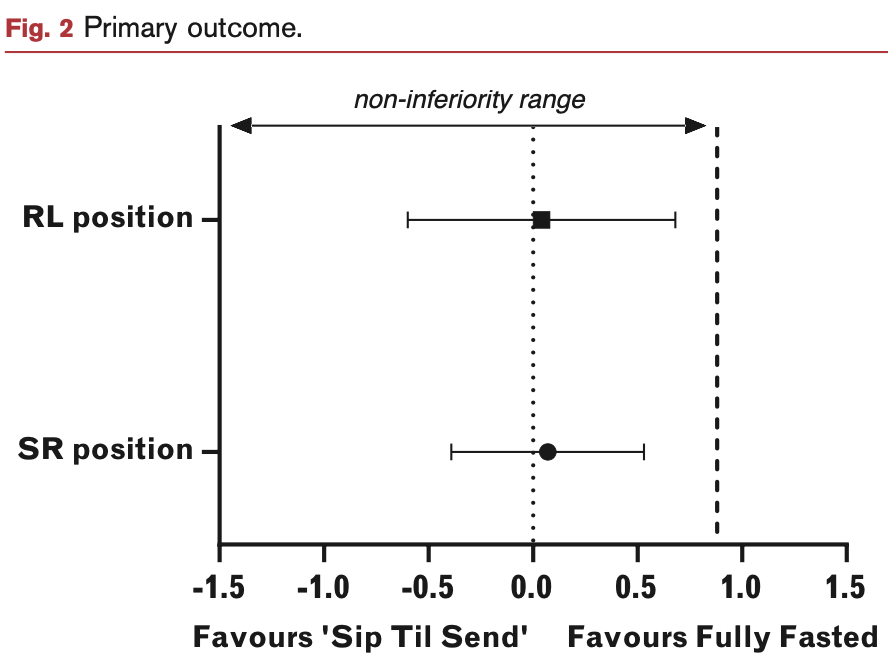 Fig. 2 Primary outcome.
non-inferiority range
RL position
SR position
-1.5 -1.0 -0.5 0.0 0.5 1.0 1.5
Favours 'Sip Til Send' Favours Fully Fasted